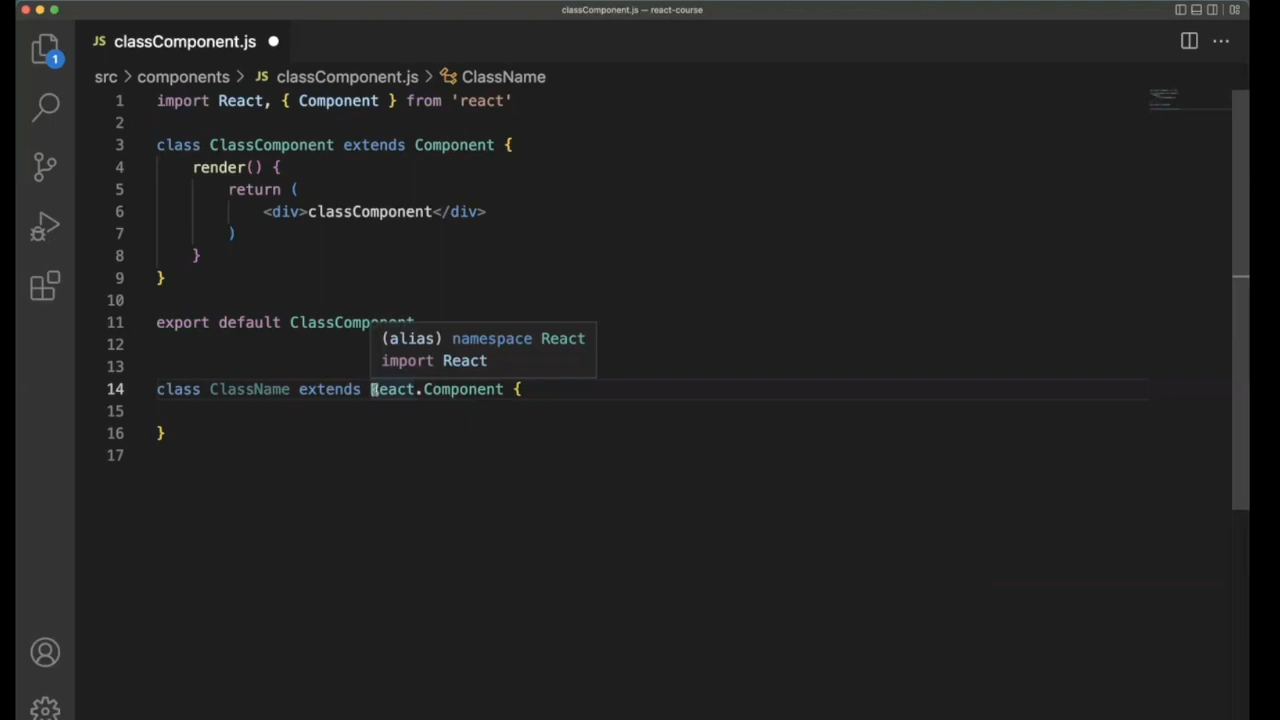 classComponent.js — react-course
JS classComponent.js
1
src > components > JS classComponent.js > ClassName
1 import React, { Component } from 'react'
2
3 class ClassComponent extends Component {
4 render() {
5 return (
6 <div>classComponent</div>
7 )
8 }
9 }
10
11 export default ClassComponent
12
(alias) namespace React
import React
13
14 class ClassName extends React.Component {
15
16 }
17